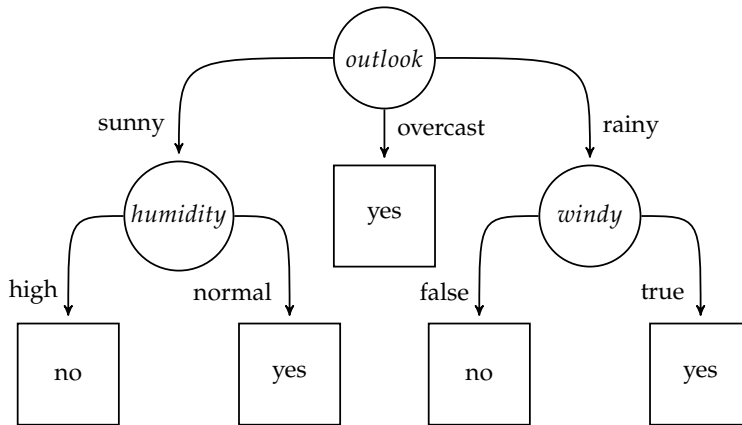 outlook
sunny
overcast
rainy
humidity
yes
windy
high
normal
false
true
no
yes
no
yes